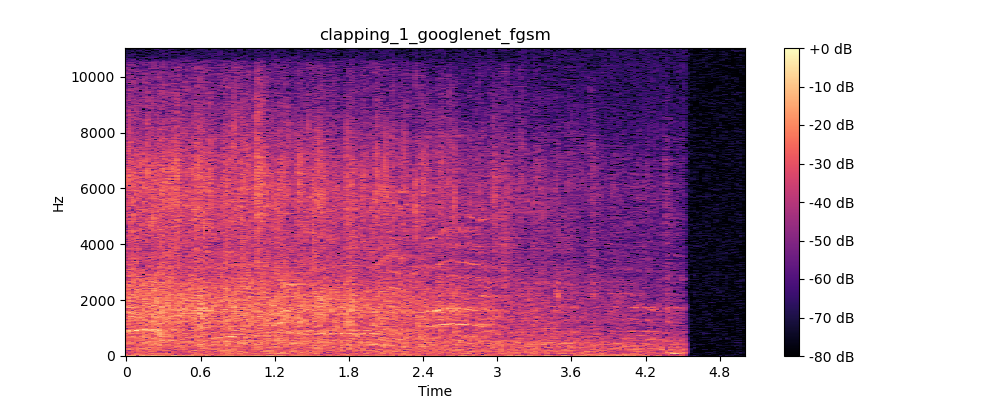 clapping_1_googlenet_fgsm
Hz
10000
8000
6000
4000
2000
0
0 0.6 1.2 1.8 2.4 3 3.6 4.2 4.8
Time
+0 dB
-10 dB
-20 dB
-30 dB
-40 dB
-50 dB
-60 dB
-70 dB
-80 dB